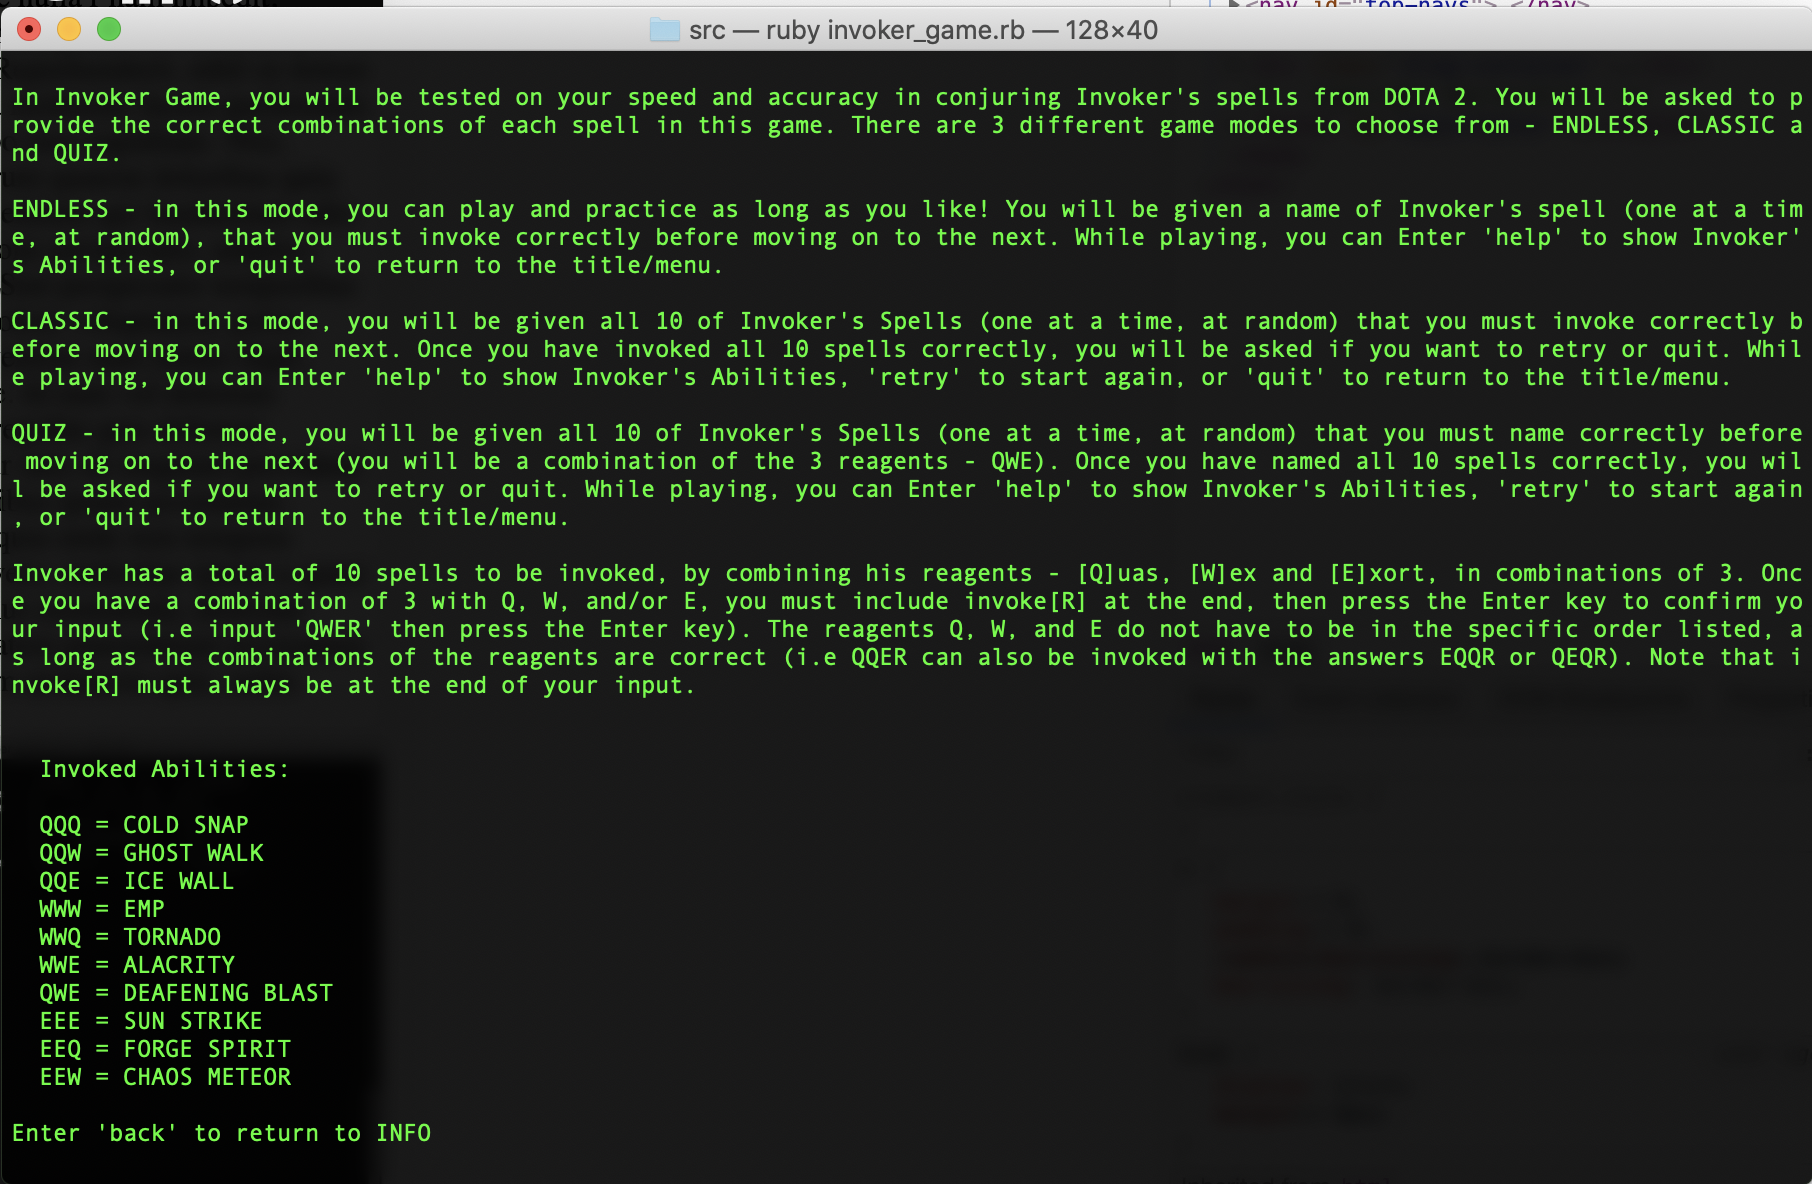 <nav id="top-navs"> </nav>
src — ruby invoker_game.rb — 128×40
In Invoker Game, you will be tested on your speed and accuracy in conjuring Invoker's spells from DOTA 2. You will be asked to p
rovide the correct combinations of each spell in this game. There are 3 different game modes to choose from - ENDLESS, CLASSIC a
nd QUIZ.
ENDLESS - in this mode, you can play and practice as long as you like! You will be given a name of Invoker's spell (one at a tim
e, at random), that you must invoke correctly before moving on to the next. While playing, you can Enter 'help' to show Invoker'
s Abilities, or 'quit' to return to the title/menu.
CLASSIC - in this mode, you will be given all 10 of Invoker's Spells (one at a time, at random) that you must invoke correctly b
efore moving on to the next. Once you have invoked all 10 spells correctly, you will be asked if you want to retry or quit. Whil
e playing, you can Enter 'help' to show Invoker's Abilities, 'retry' to start again, or 'quit' to return to the title/menu.
QUIZ - in this mode, you will be given all 10 of Invoker's Spells (one at a time, at random) that you must name correctly before
 moving on to the next (you will be a combination of the 3 reagents - QWE). Once you have named all 10 spells correctly, you wil
l be asked if you want to retry or quit. While playing, you can Enter 'help' to show Invoker's Abilities, 'retry' to start again
, or 'quit' to return to the title/menu.
Invoker has a total of 10 spells to be invoked, by combining his reagents - [Q]uas, [W]ex and [E]xort, in combinations of 3. Onc
e you have a combination of 3 with Q, W, and/or E, you must include invoke[R] at the end, then press the Enter key to confirm yo
ur input (i.e input 'QWER' then press the Enter key). The reagents Q, W, and E do not have to be in the specific order listed, a
s long as the combinations of the reagents are correct (i.e QQER can also be invoked with the answers EQQR or QEQR). Note that i
nvoke[R] must always be at the end of your input.
Invoked Abilities:
QQQ = COLD SNAP
QQW = GHOST WALK
QQE = ICE WALL
WWW = EMP
WWQ = TORNADO
WWE = ALACRITY
QWE = DEAFENING BLAST
EEE = SUN STRIKE
EEQ = FORGE SPIRIT
EEW = CHAOS METEOR
Enter 'back' to return to INFO